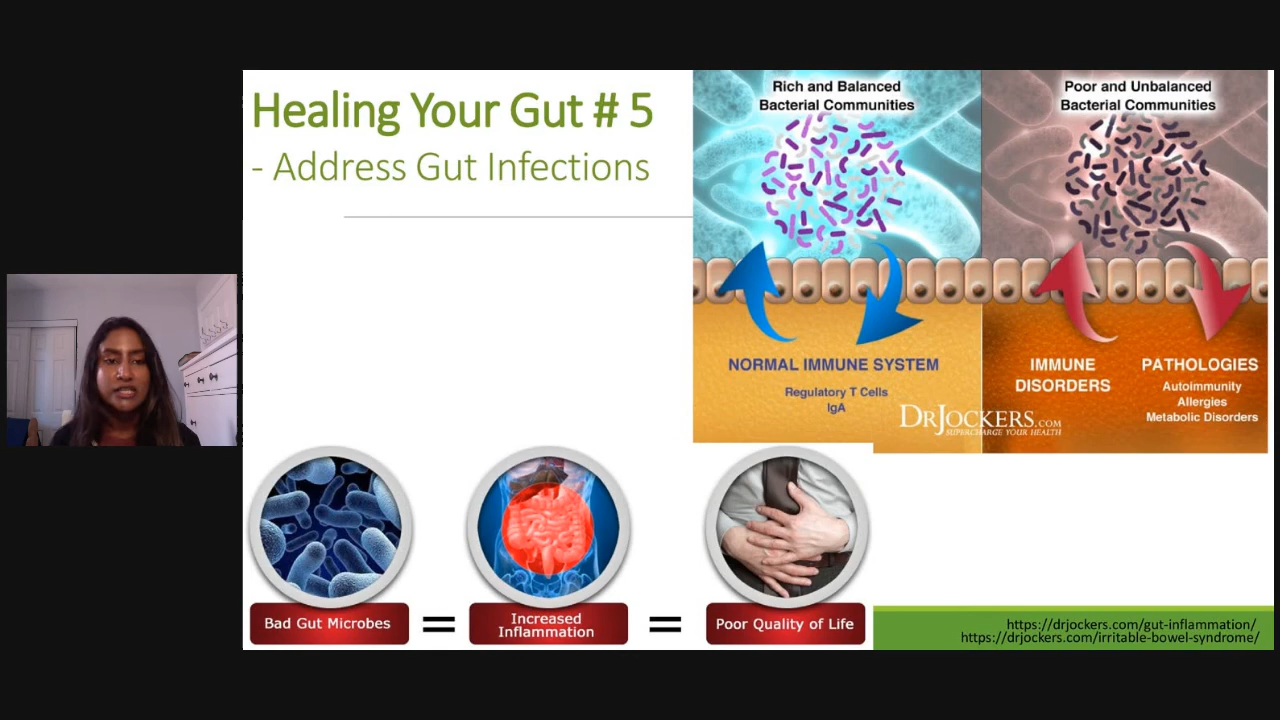 Healing Your Gut # 5
- Address Gut Infections
Rich and Balanced
Bacterial Communities
Poor and Unbalanced
Bacterial Communities
NORMAL IMMUNE SYSTEM
Regulatory T Cells
IgA
IMMUNE
DISORDERS
PATHOLOGIES
Autoimmunity
Allergies
Metabolic Disorders
DRJOCKERS.COM
SUPERCHARGE YOUR HEALTH
Bad Gut Microbes
=
Increased
Inflammation
=
Poor Quality of Life
https://drjockers.com/gut-inflammation/
https://drjockers.com/irritable-bowel-syndrome/